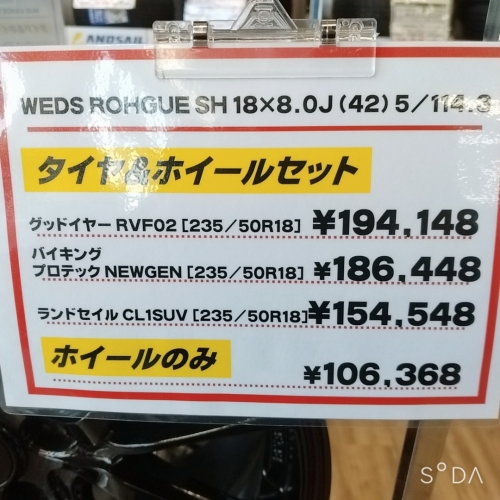 ANDSAIL
WEDS ROHGUE SH 18×8.0J (42) 5/114.3
タイヤ&ホイールセット
グッドイヤー RVF02 [235/50R18] ¥194,148
バイキング
プロテック NEWGEN [235/50R18] ¥186,448
ランドセイル CL1SUV [235/50R18] ¥154,548
ホイールのみ
¥106,368
S°DA